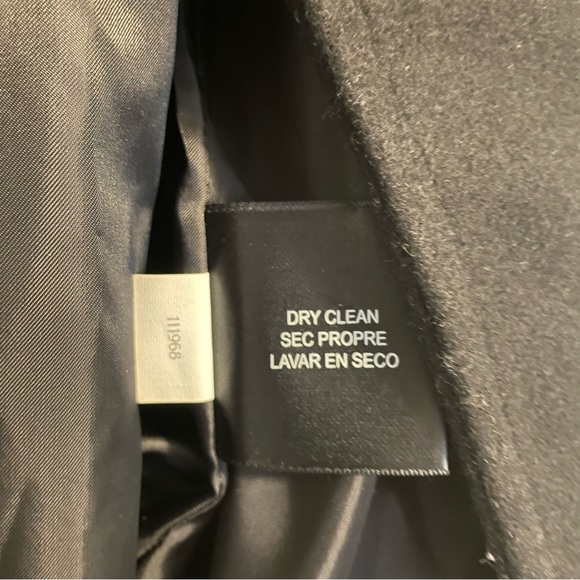 111968
DRY CLEAN
SEC PROPRE
LAVAR EN SECO